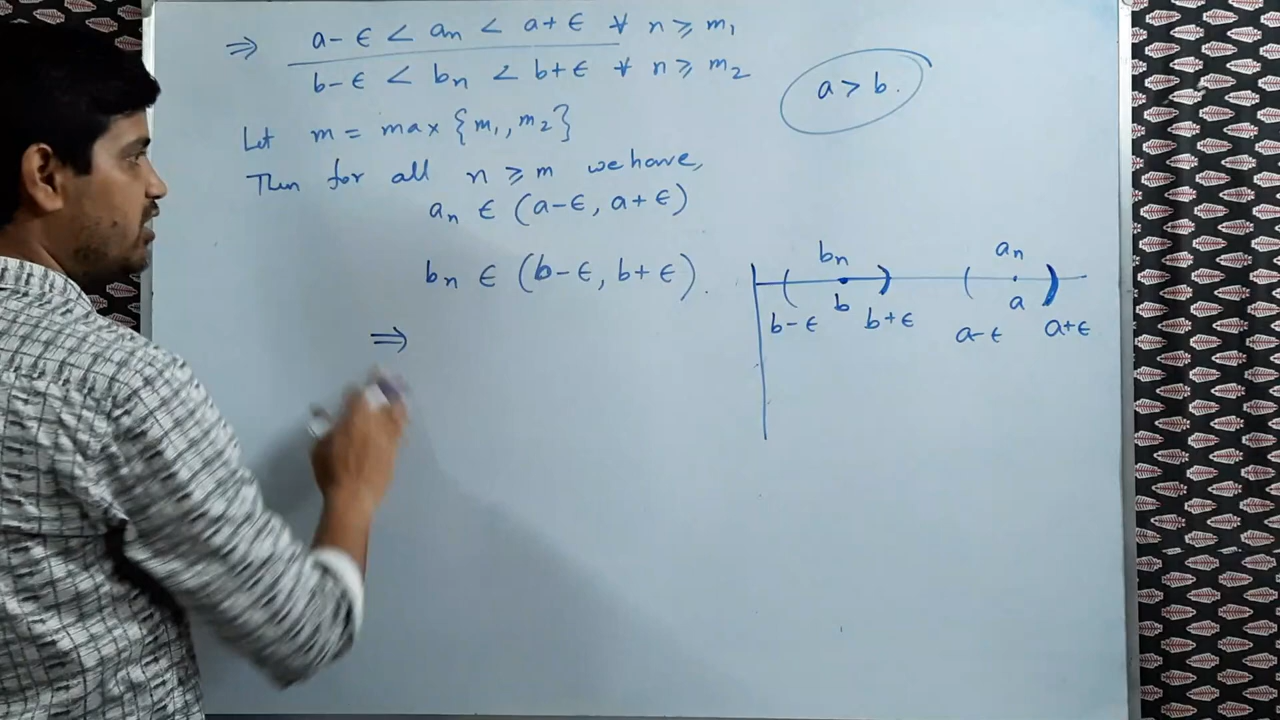 ⇒ a - ϵ < an < a + ϵ ∀ n ≥ m₁
b - ϵ < bn < b + ϵ ∀ n ≥ m₂
a > b.
Let m = max {m₁, m₂}
Then for all n ≥ m we have,
an ∈ (a - ϵ, a + ϵ)
bn ∈ (b - ϵ, b + ϵ).
⇒
bn an
b a
b - ϵ b + ϵ a - ϵ a + ϵ